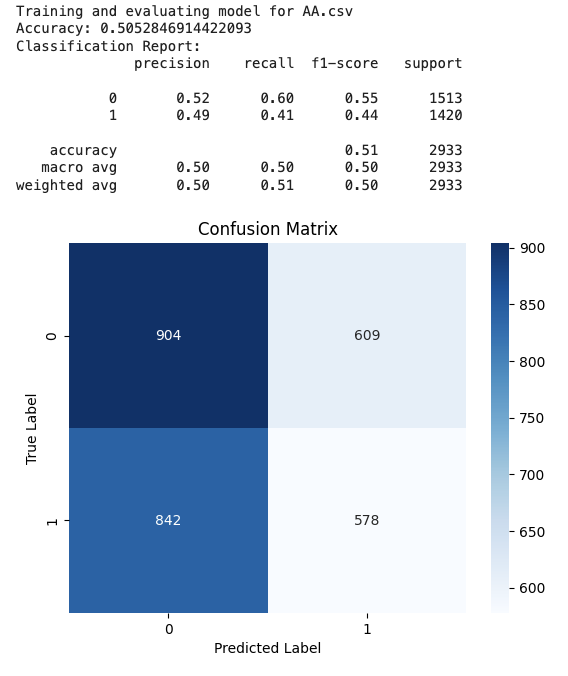 Training and evaluating model for AA.csv
Accuracy: 0.5052846914422093
Classification Report:
precision recall f1-score support
0 0.52 0.60 0.55 1513
1 0.49 0.41 0.44 1420
accuracy 0.51 2933
macro avg 0.50 0.50 0.50 2933
weighted avg 0.50 0.51 0.50 2933
Confusion Matrix
900
850
800
750
700
650
600
True Label
0
904 609
1
842 578
0 1
Predicted Label